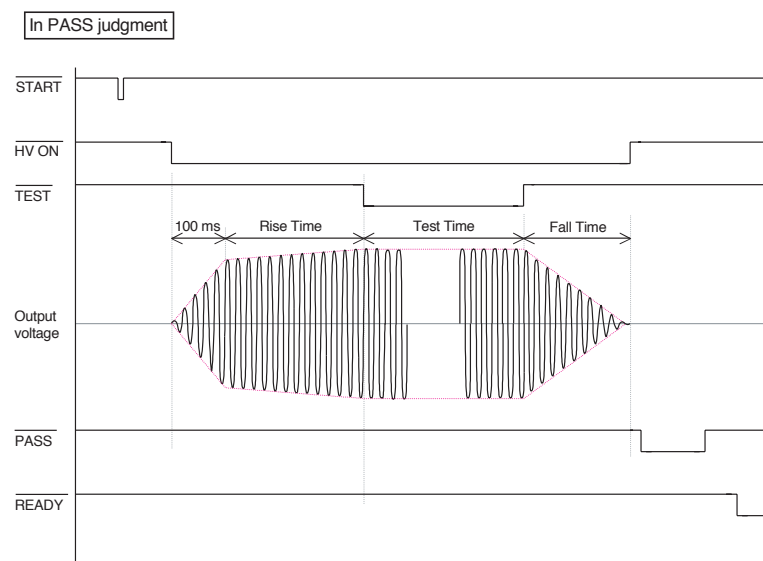 In PASS judgment
START
HV ON
TEST
100 ms
Rise Time
Test Time
Fall Time
Output
voltage
PASS
READY